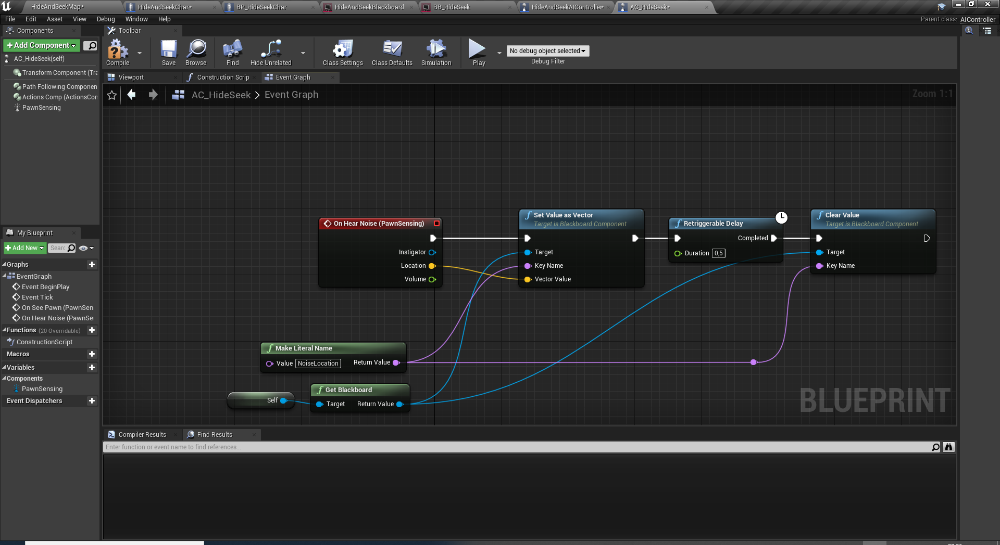 HideAndSeekMap*
HideAndSeekChar*
BP_HideSeekChar
HideAndSeekBlackboard
BB_HideSeek
HideAndSeekAIController*
AC_HideSeek*
File Edit Asset View Debug Window Help
Parent class: AIController
Components
Toolbar
+Add Component
AC_HideSeek(self)
Transform Component (Tra
Path Following Componen
Actions Comp (ActionsCon
PawnSensing
Compile
Save
Browse
Find
Hide Unrelated
Class Settings
Class Defaults
Simulation
Play
No debug object selected
Debug Filter
Viewport
Construction Scrip
Event Graph
AC_HideSeek > Event Graph
Zoom 1:1
On Hear Noise (PawnSensing)
Instigator
Location
Volume
Set Value as Vector
Target is Blackboard Component
Target
Key Name
Vector Value
Retriggerable Delay
Completed
Duration 0,5
Clear Value
Target is Blackboard Component
Target
Key Name
Make Literal Name
Value NoiseLocation Return Value
Self
Get Blackboard
Target Return Value
BLUEPRINT
My Blueprint
+Add New
Searc
Graphs
EventGraph
Event BeginPlay
Event Tick
On See Pawn (PawnSen
On Hear Noise (PawnSe
Functions (20 Overridable)
ConstructionScript
Macros
Variables
Components
PawnSensing
Event Dispatchers
Compiler Results
Find Results
Enter function or event name to find references...